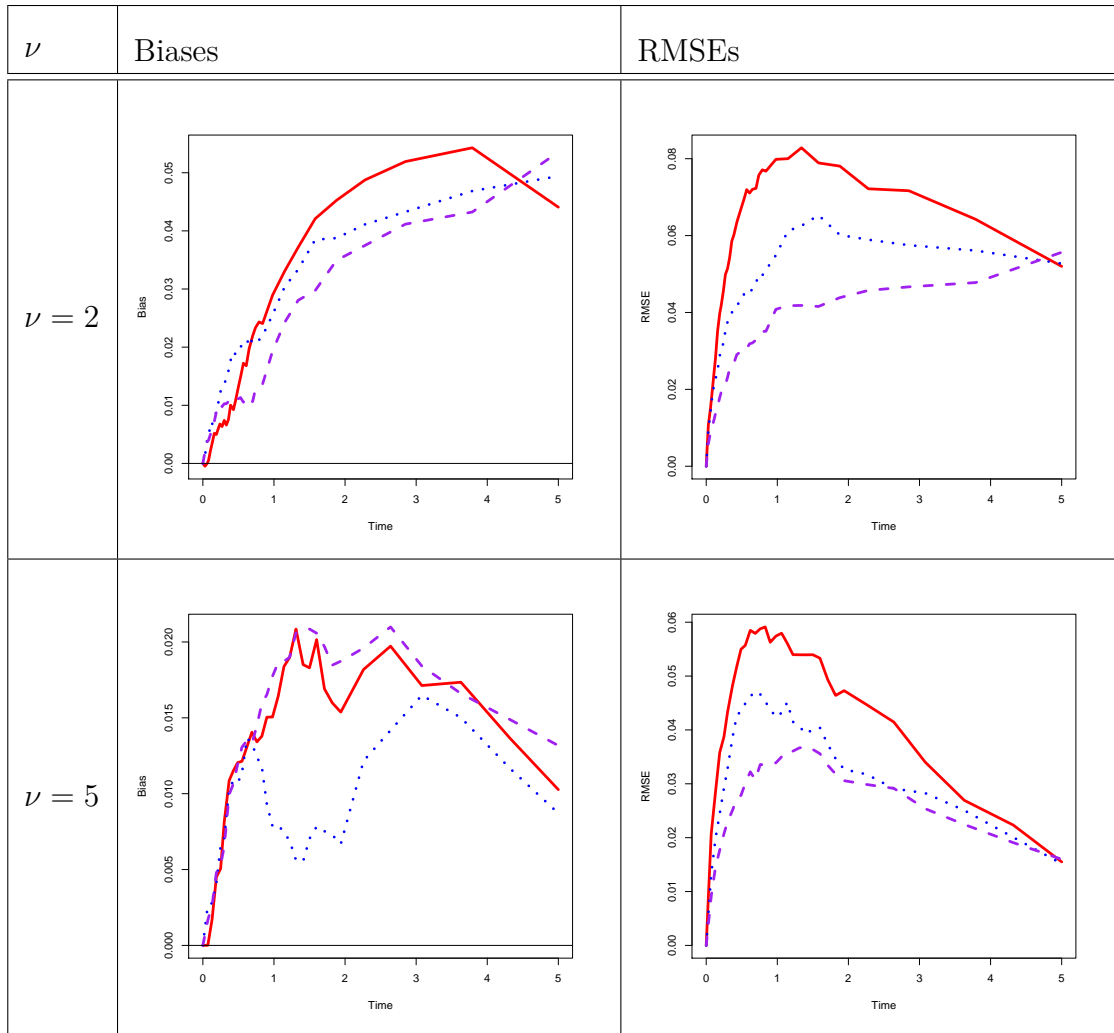 ν Biases RMSEs
ν = 2
0.00 0.01 0.02 0.03 0.04 0.05
Bias
0 1 2 3 4 5
Time
0.00 0.02 0.04 0.06 0.08
RMSE
0 1 2 3 4 5
Time
ν = 5
0.000 0.005 0.010 0.015 0.020
Bias
0 1 2 3 4 5
Time
0.00 0.01 0.02 0.03 0.04 0.05 0.06
RMSE
0 1 2 3 4 5
Time